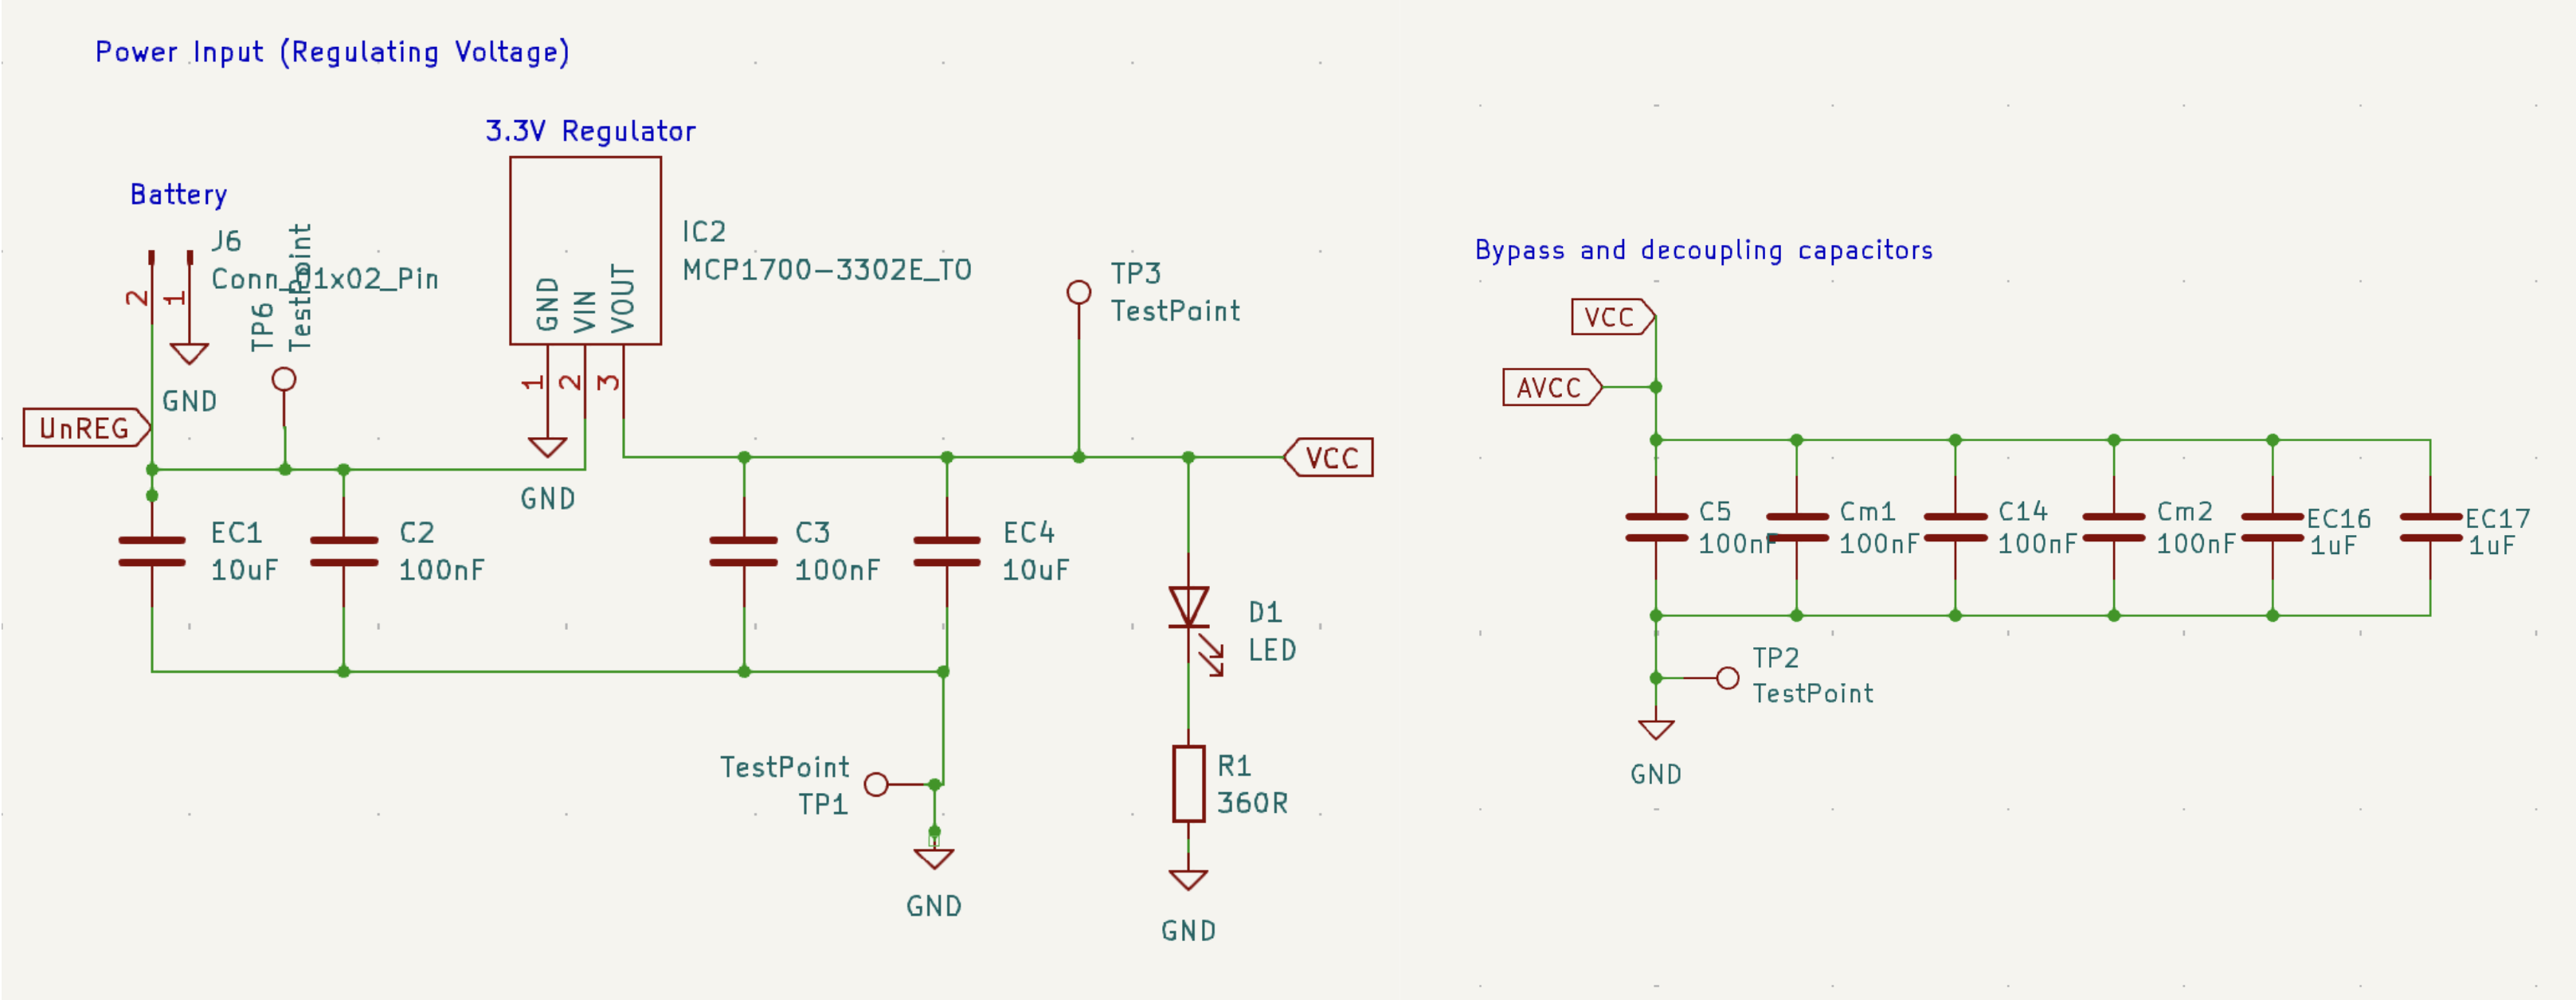 Power Input (Regulating Voltage)
3.3V Regulator
Battery
J6
Conn_01x02_Pin
2
1
GND
TP6
TestPoint
UnREG
IC2
MCP1700-3302E_TO
GND
VIN
VOUT
1
2
3
GND
TP3
TestPoint
VCC
EC1
10uF
C2
100nF
C3
100nF
EC4
10uF
D1
LED
TestPoint
TP1
GND
R1
360R
GND
Bypass and decoupling capacitors
VCC
AVCC
C5
100nF
Cm1
100nF
C14
100nF
Cm2
100nF
EC16
1uF
EC17
1uF
TP2
TestPoint
GND